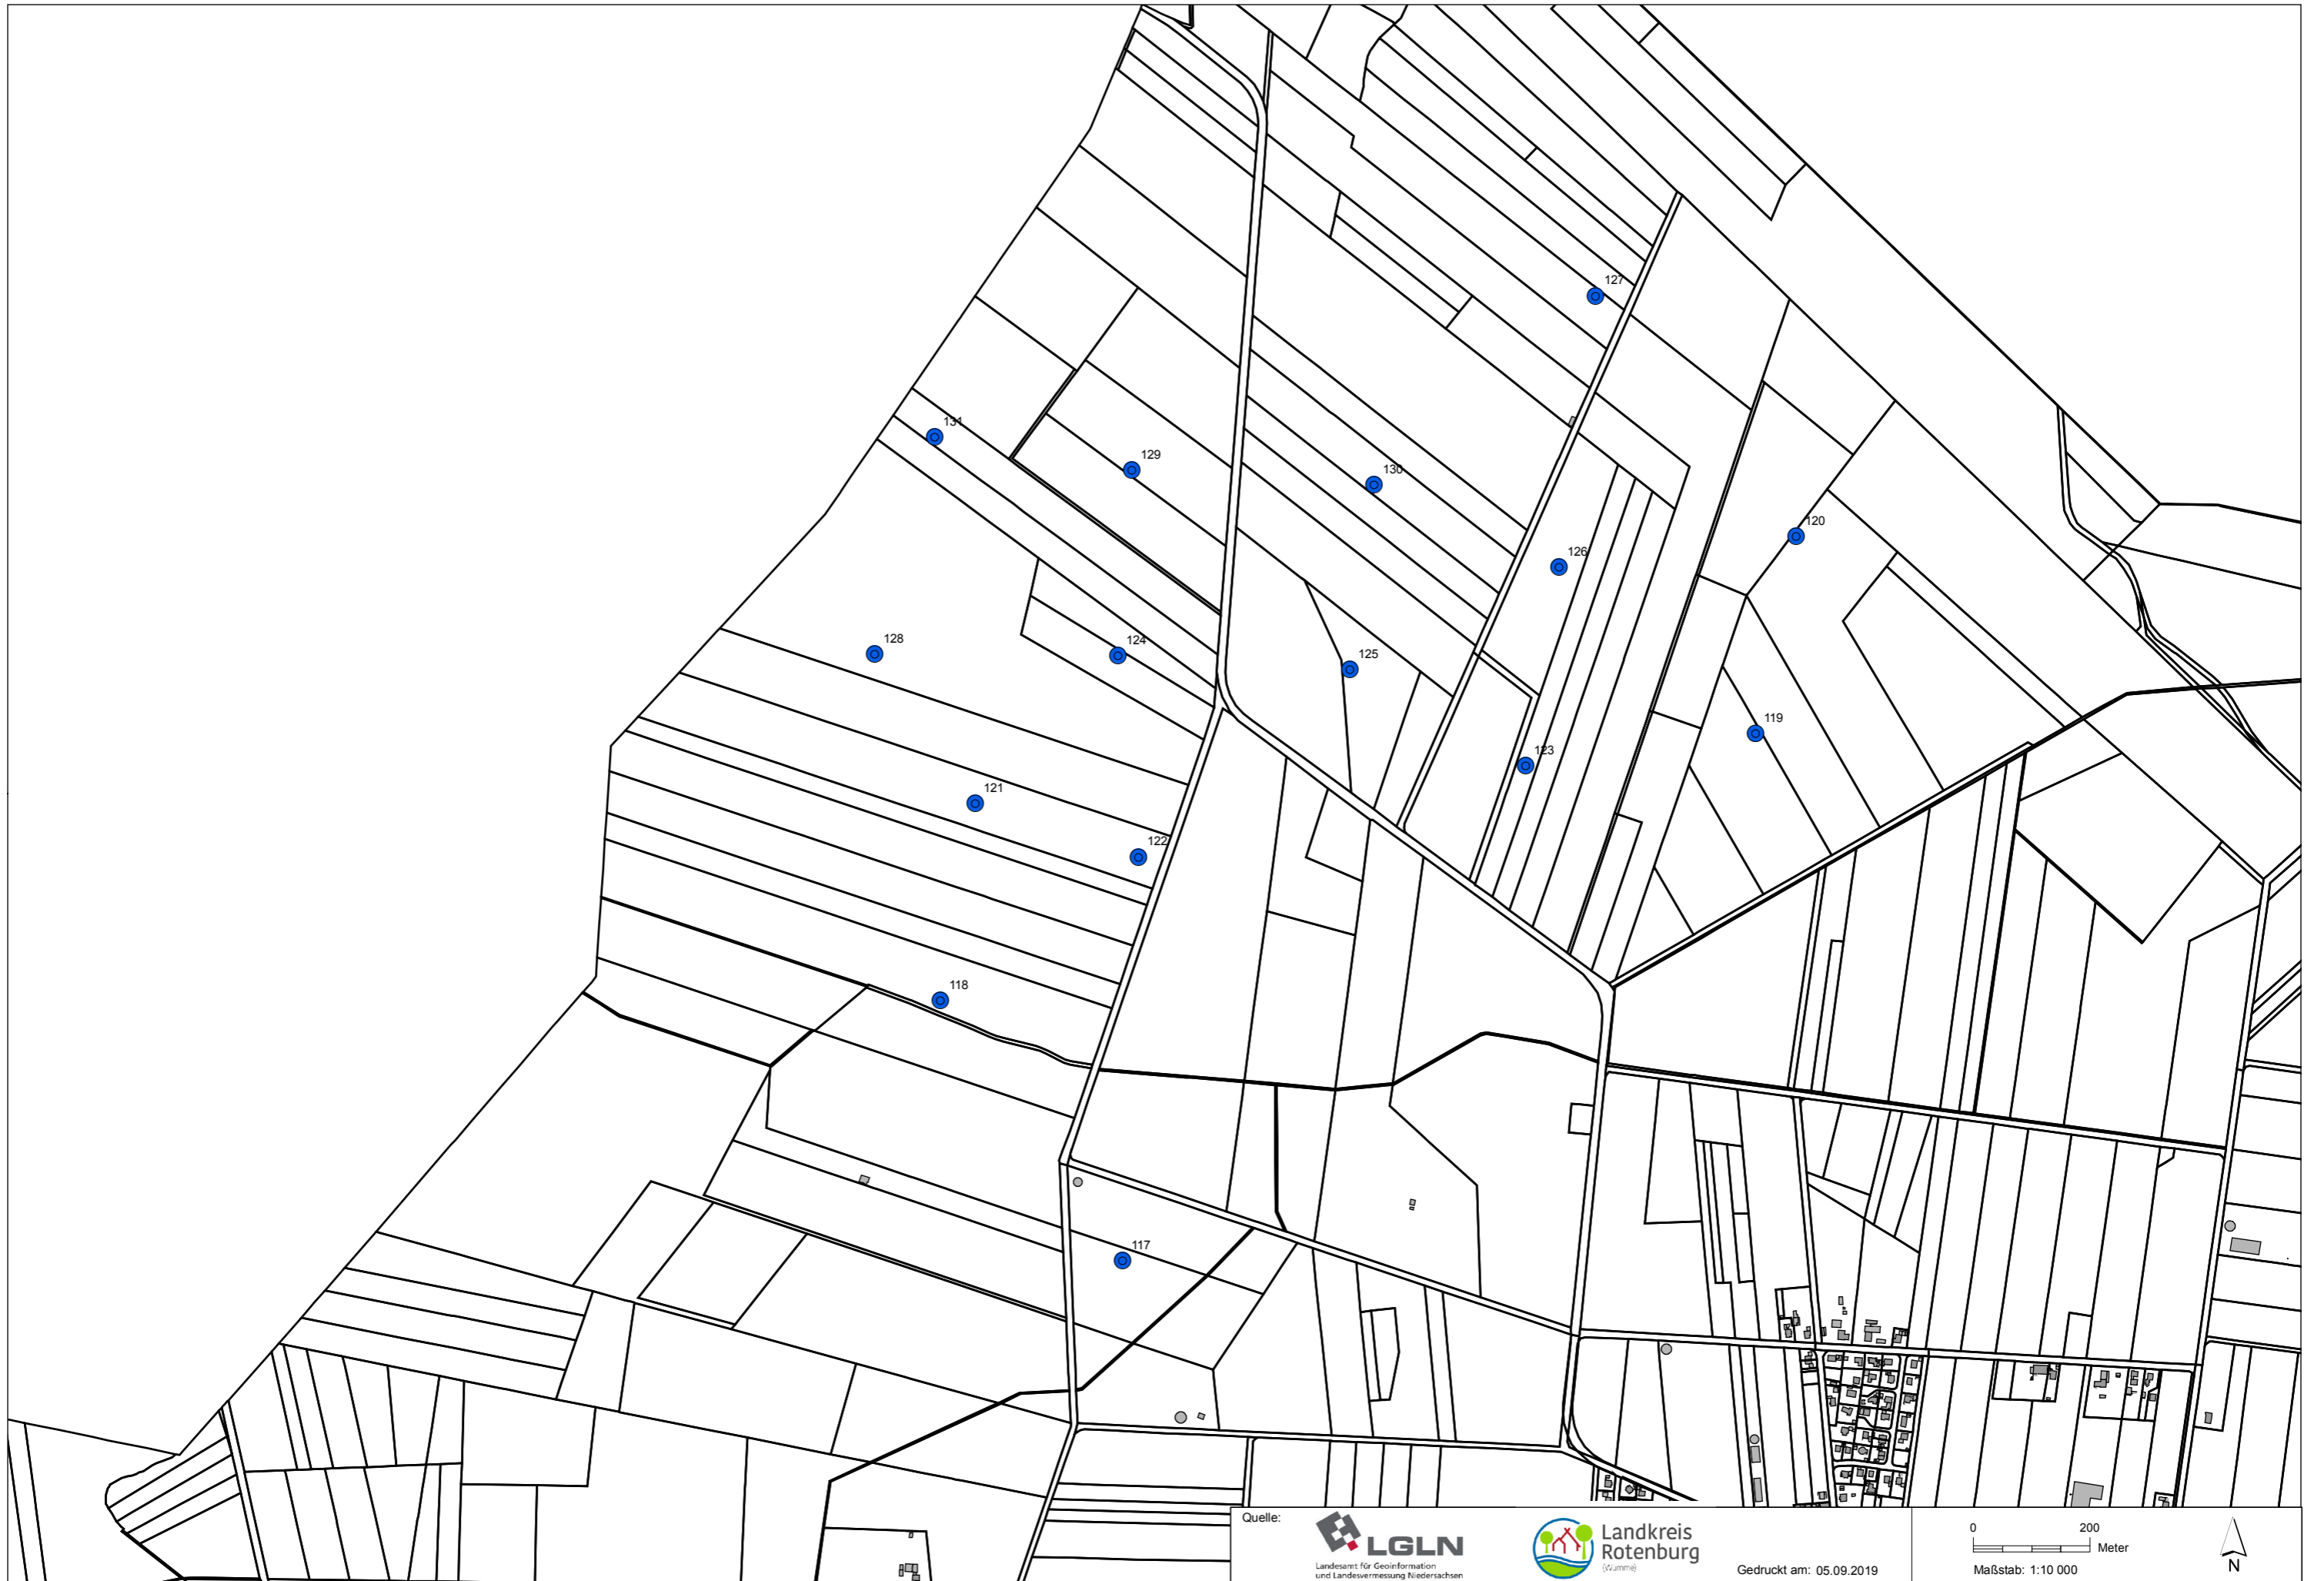 127
131
129
130
120
126
128
124
125
119
123
121
122
118
117
Quelle:
LGLN
Landesamt für Geoinformation
und Landesvermessung Niedersachsen
Landkreis
Rotenburg
(Wümme)
Gedruckt am: 05.09.2019
0 200
Meter
Maßstab: 1:10 000
N